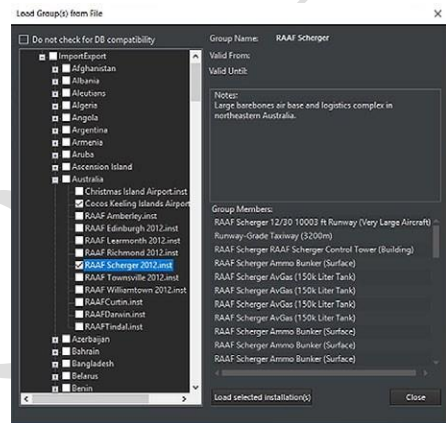 Load Group(s) from File
Do not check for DB compatibility
ImportExport
Afghanistan
Albania
Aleutians
Algeria
Angola
Argentina
Armenia
Aruba
Ascension Island
Australia
Christmas Island Airport.inst
Cocos Keeling Islands Airport
RAAF Amberley.inst
RAAF Edinburgh 2012.inst
RAAF Learmonth 2012.inst
RAAF Richmond 2012.inst
RAAF Scherger 2012.inst
RAAF Townsville 2012.inst
RAAF Williamtown 2012.inst
RAAFCurtin.inst
RAAFDarwin.inst
RAAFTindal.inst
Azerbaijan
Bahrain
Bangladesh
Belarus
Benin
Group Name: RAAF Scherger
Valid From:
Valid Until:
Notes:
Large barebones air base and logistics complex in
northeastern Australia.
Group Members:
RAAF Scherger 12/30 10003 ft Runway (Very Large Aircraft)
Runway-Grade Taxiway (3200m)
RAAF Scherger RAAF Scherger Control Tower (Building)
RAAF Scherger Ammo Bunker (Surface)
RAAF Scherger AvGas (150k Liter Tank)
RAAF Scherger Ammo Bunker (Surface)
RAAF Scherger AvGas (150k Liter Tank)
RAAF Scherger AvGas (150k Liter Tank)
RAAF Scherger AvGas (150k Liter Tank)
RAAF Scherger Ammo Bunker (Surface)
RAAF Scherger Ammo Bunker (Surface)
Load selected installation(s)
Close